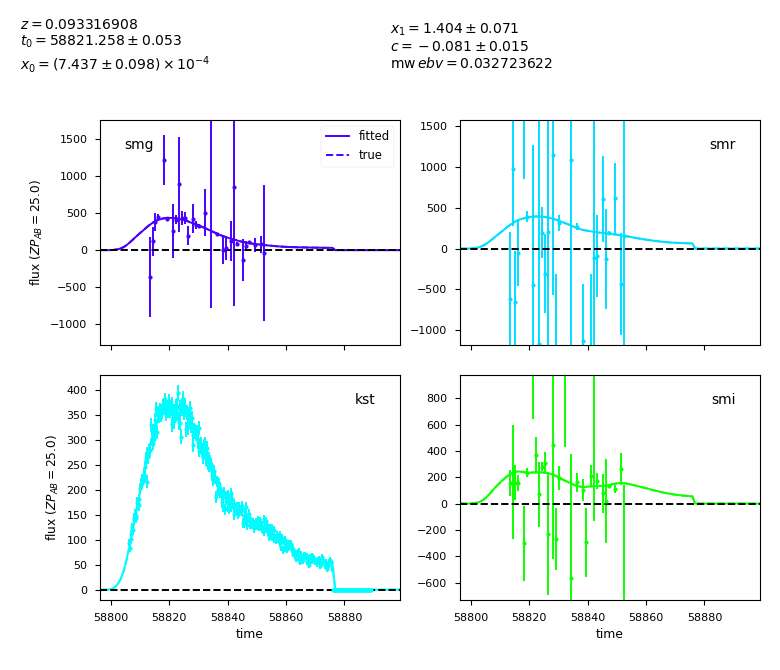 z = 0.093316908
t₀ = 58821.258 ± 0.053
x₀ = (7.437 ± 0.098) × 10⁻⁴
x₁ = 1.404 ± 0.071
c = −0.081 ± 0.015
mw ebv = 0.032723622
smg
fitted
true
1500
1000
500
0
−500
−1000
flux (ZP_AB = 25.0)
smr
1500
1000
500
0
−500
−1000
kst
400
350
300
250
200
150
100
50
0
flux (ZP_AB = 25.0)
58800 58820 58840 58860 58880
time
smi
800
600
400
200
0
−200
−400
−600
58800 58820 58840 58860 58880
time